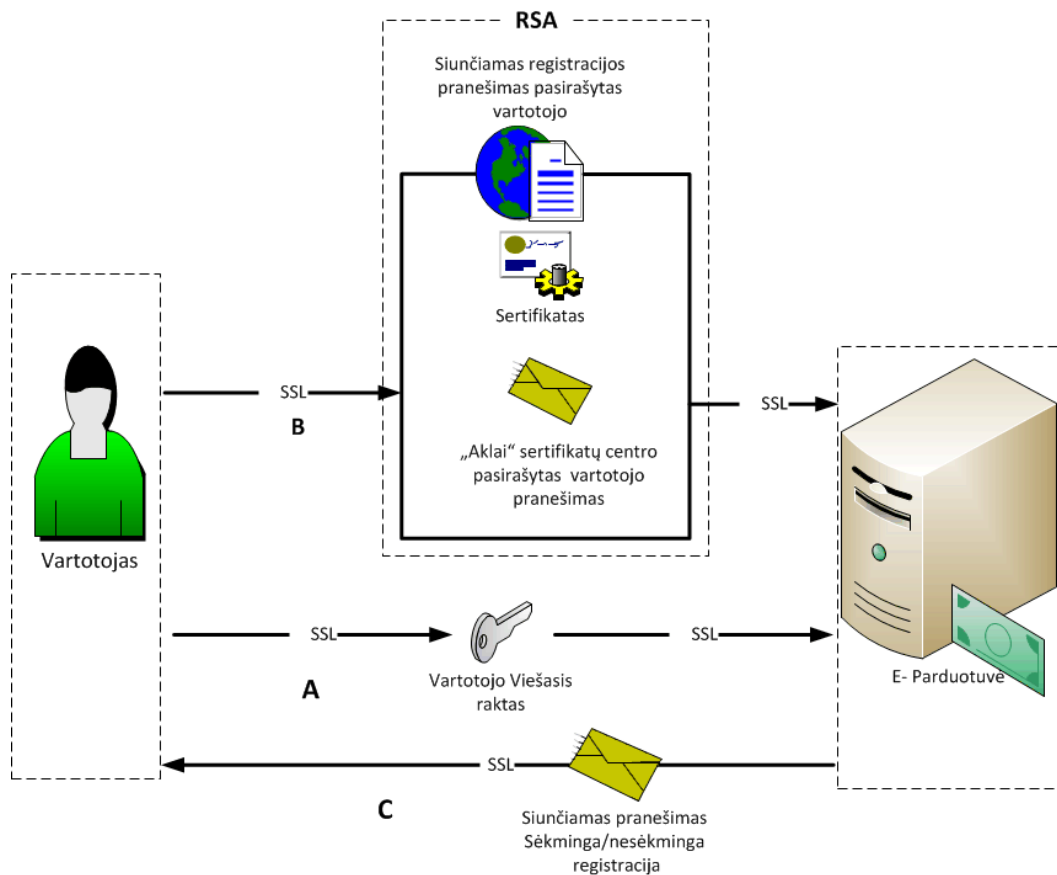 RSA
Siunčiamas registracijos
pranešimas pasirašytas
vartotojo
Sertifikatas
SSL
B
SSL
„Aklai“ sertifikatų centro
pasirašytas vartotojo
pranešimas
Vartotojas
SSL
SSL
A
Vartotojo Viešasis
raktas
E- Parduotuvė
SSL
C
Siunčiamas pranešimas
Sėkminga/nesėkminga
registracija